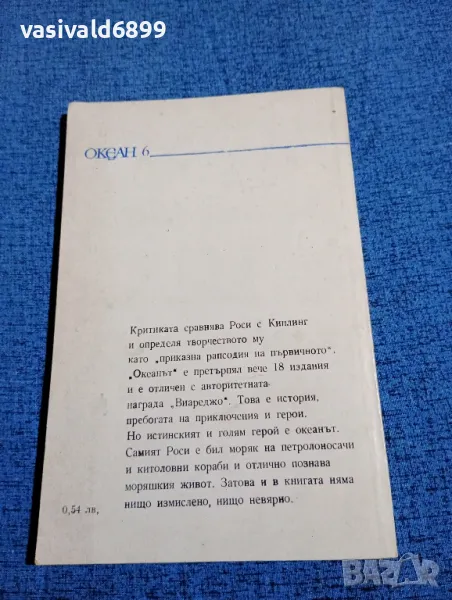 vasivald6899
ОКЕАН 6
Критиката сравнява Роси с Киплинг
и определя творчеството му
като „приказна рапсодия на първичното“.
„Океанът“ е претърпял вече 18 издания
и е отличен с авторитетната
награда „Виареджо“. Това е история,
пребогата на приключения и герои.
Но истинският и голям герой е океанът.
Самият Роси е бил моряк на петролоносачи
и китоловни кораби и отлично познава
моряшкия живот. Затова и в книгата няма
нищо измислено, нищо невярно.
0,54 лв.
BAZAR